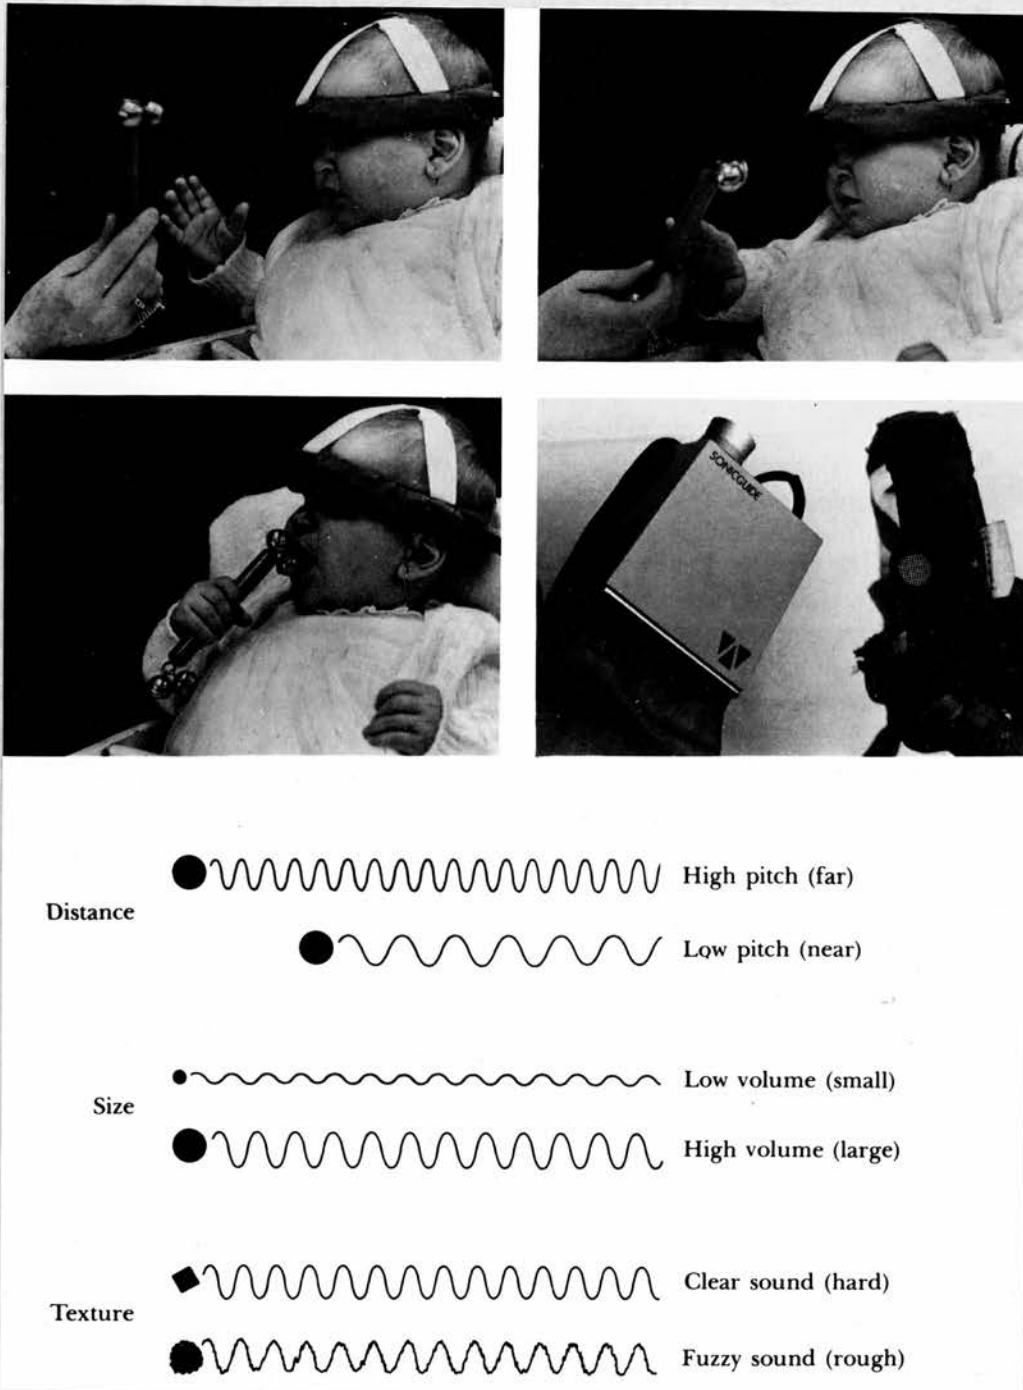 SONICGUIDE
Distance
High pitch (far)
Low pitch (near)
Size
Low volume (small)
High volume (large)
Texture
Clear sound (hard)
Fuzzy sound (rough)